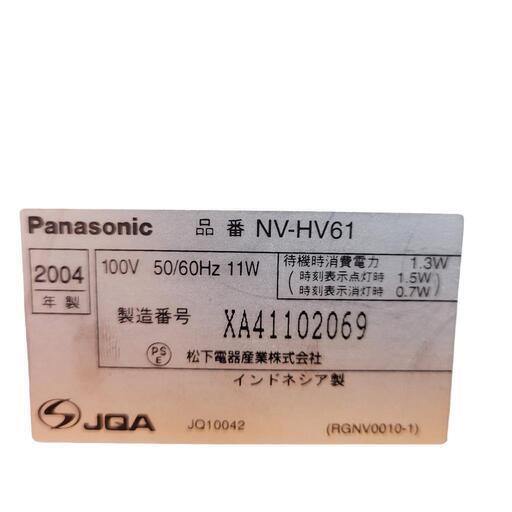 Panasonic 品番 NV-HV61
2004
年製
100V 50/60Hz 11W
待機時消費電力 1.3W
(時刻表示点灯時 1.5W
時刻表示消灯時 0.7W)
製造番号 XA41102069
PS
E
松下電器産業株式会社
インドネシア製
JQA JQ10042 (RGNV0010-1)